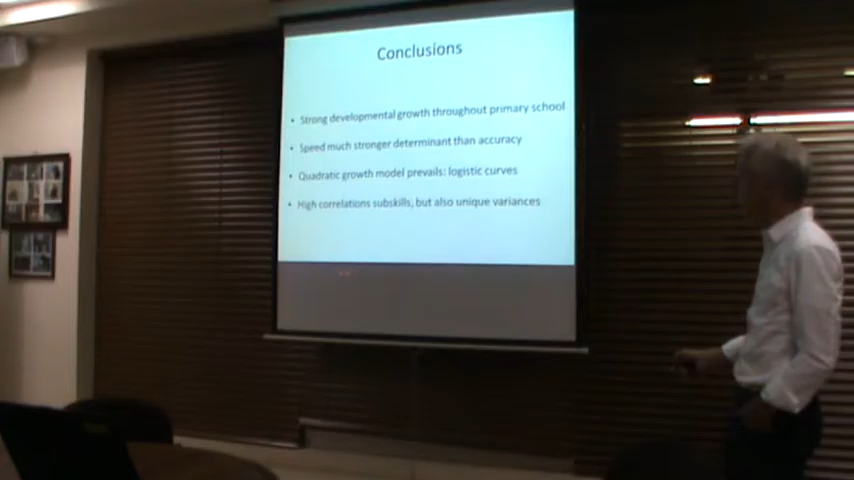 Conclusions
• Strong developmental growth throughout primary school
• Speed much stronger determinant than accuracy
• Quadratic growth model prevails: logistic curves
• High correlations subskills, but also unique variances